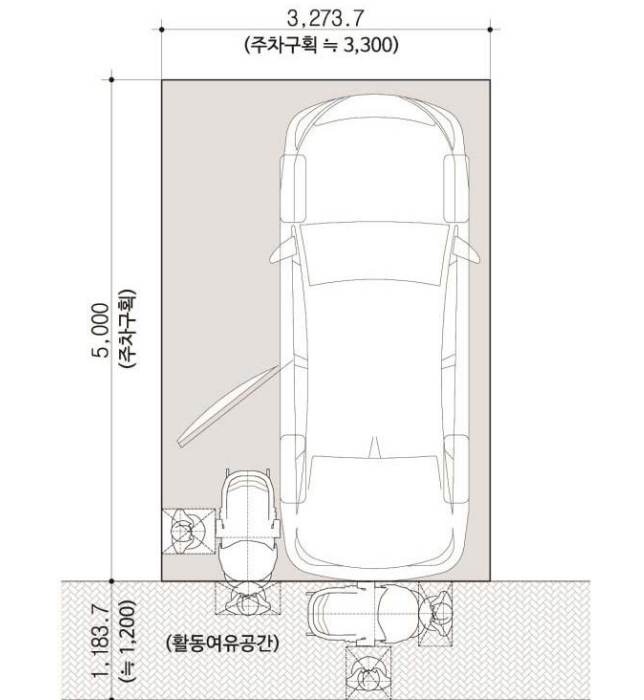 3,273.7
(주차구획 ≒ 3,300)
5,000
(주차구획)
1,183.7
(≒ 1,200)
(활동여유공간)